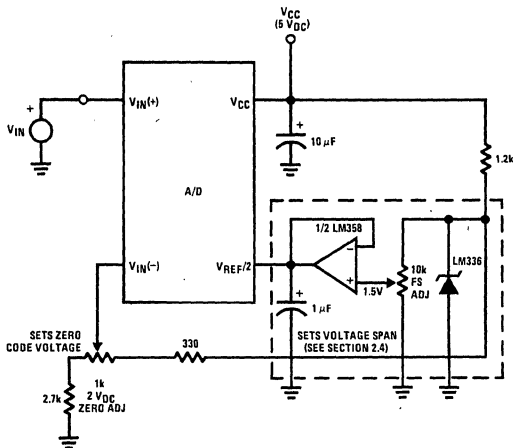 VCC
(5 VDC)
VIN(+)
VCC
+
VIN
+
10 µF
1.2k
A/D
1/2 LM358
VIN(−)
VREF/2
−
+
1.5V
10k
FS
ADJ
LM336
+
1 µF
SETS ZERO
CODE VOLTAGE
330
SETS VOLTAGE SPAN
(SEE SECTION 2.4)
1k
2 VDC
ZERO ADJ
2.7k